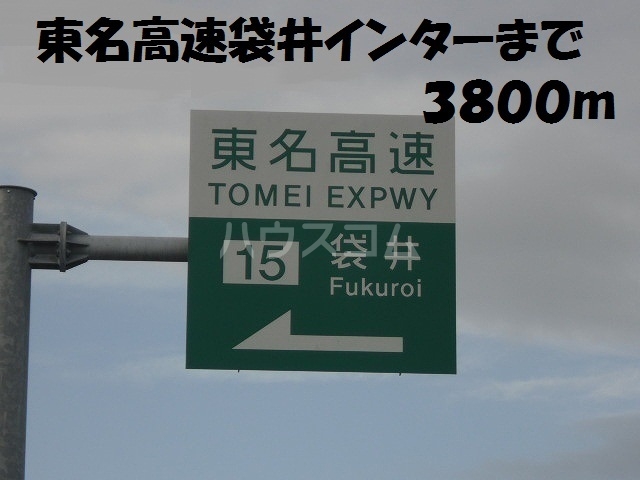 東名高速袋井インターまで
3800m
東名高速
TOMEI EXPWY
ハウスコム
15 袋井
Fukuroi